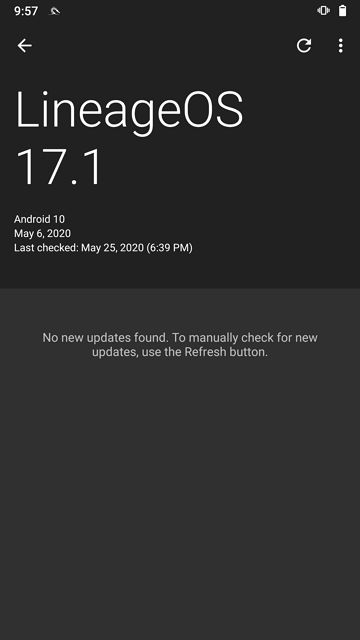 9:57
LineageOS
17.1
Android 10
May 6, 2020
Last checked: May 25, 2020 (6:39 PM)
No new updates found. To manually check for new
updates, use the Refresh button.